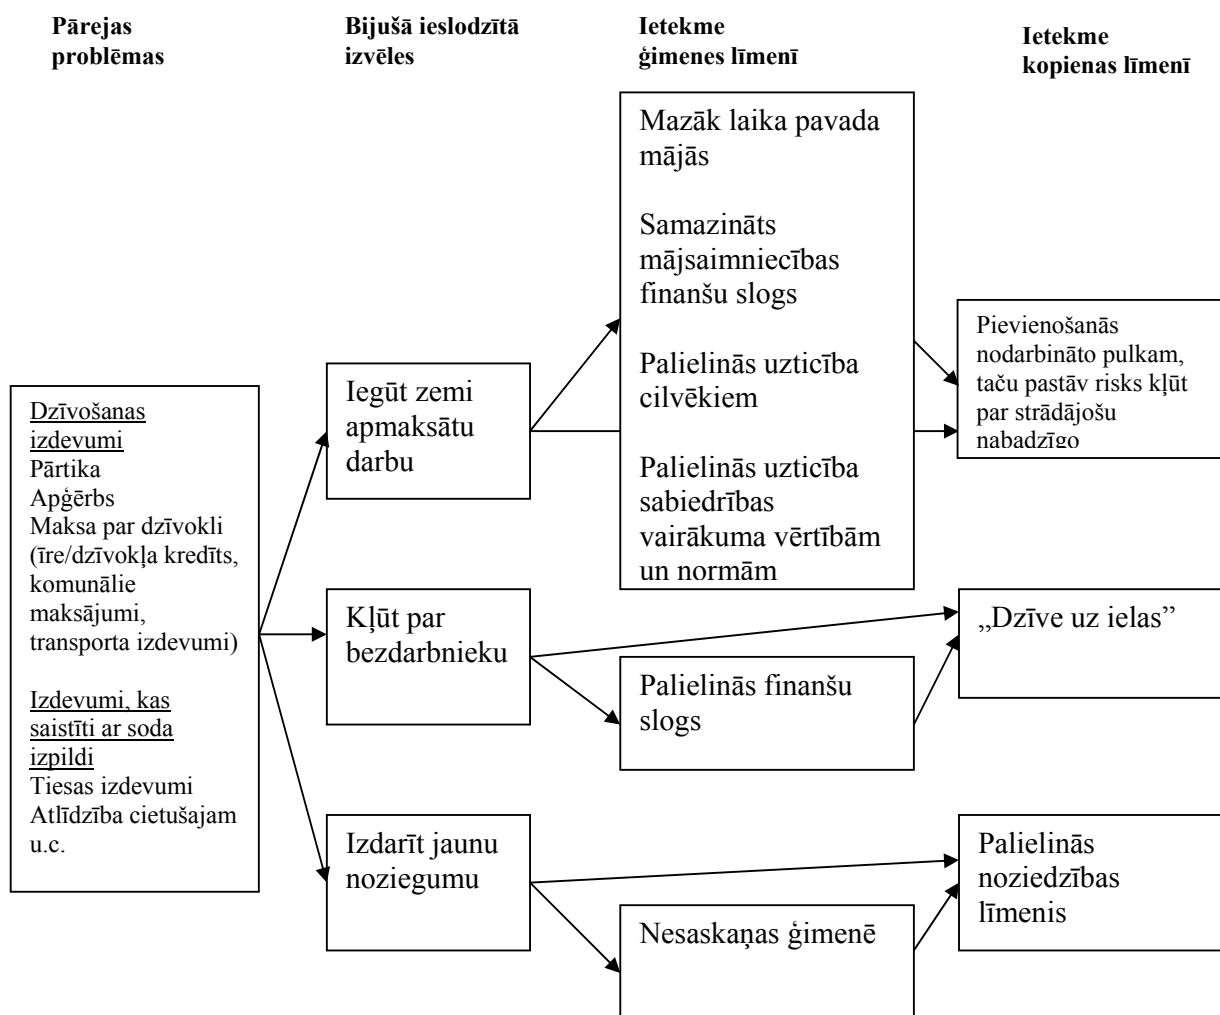 Pārejas
problēmas
Bijušā ieslodzītā
izvēles
Ietekme
ģimenes līmenī
Ietekme
kopienas līmenī
Dzīvošanas
izdevumi
Pārtika
Apģērbs
Maksa par dzīvokli
(īre/dzīvokļa kredīts,
komunālie
maksājumi,
transporta izdevumi)
Izdevumi, kas
saistīti ar soda
izpildi
Tiesas izdevumi
Atlīdzība cietušajam
u.c.
Iegūt zemi
apmaksātu
darbu
Kļūt par
bezdarbnieku
Izdarīt jaunu
noziegumu
Mazāk laika pavada
mājās
Samazināts
mājsaimniecības
finanšu slogs
Palielinās uzticība
cilvēkiem
Palielinās uzticība
sabiedrības
vairākuma vērtībām
un normām
Palielinās finanšu
slogs
Nesaskaņas ģimenē
Pievienošanās
nodarbināto pulkam,
taču pastāv risks kļūt
par strādājošu
nabadzīgo
„Dzīve uz ielas”
Palielinās
noziedzības
līmenis